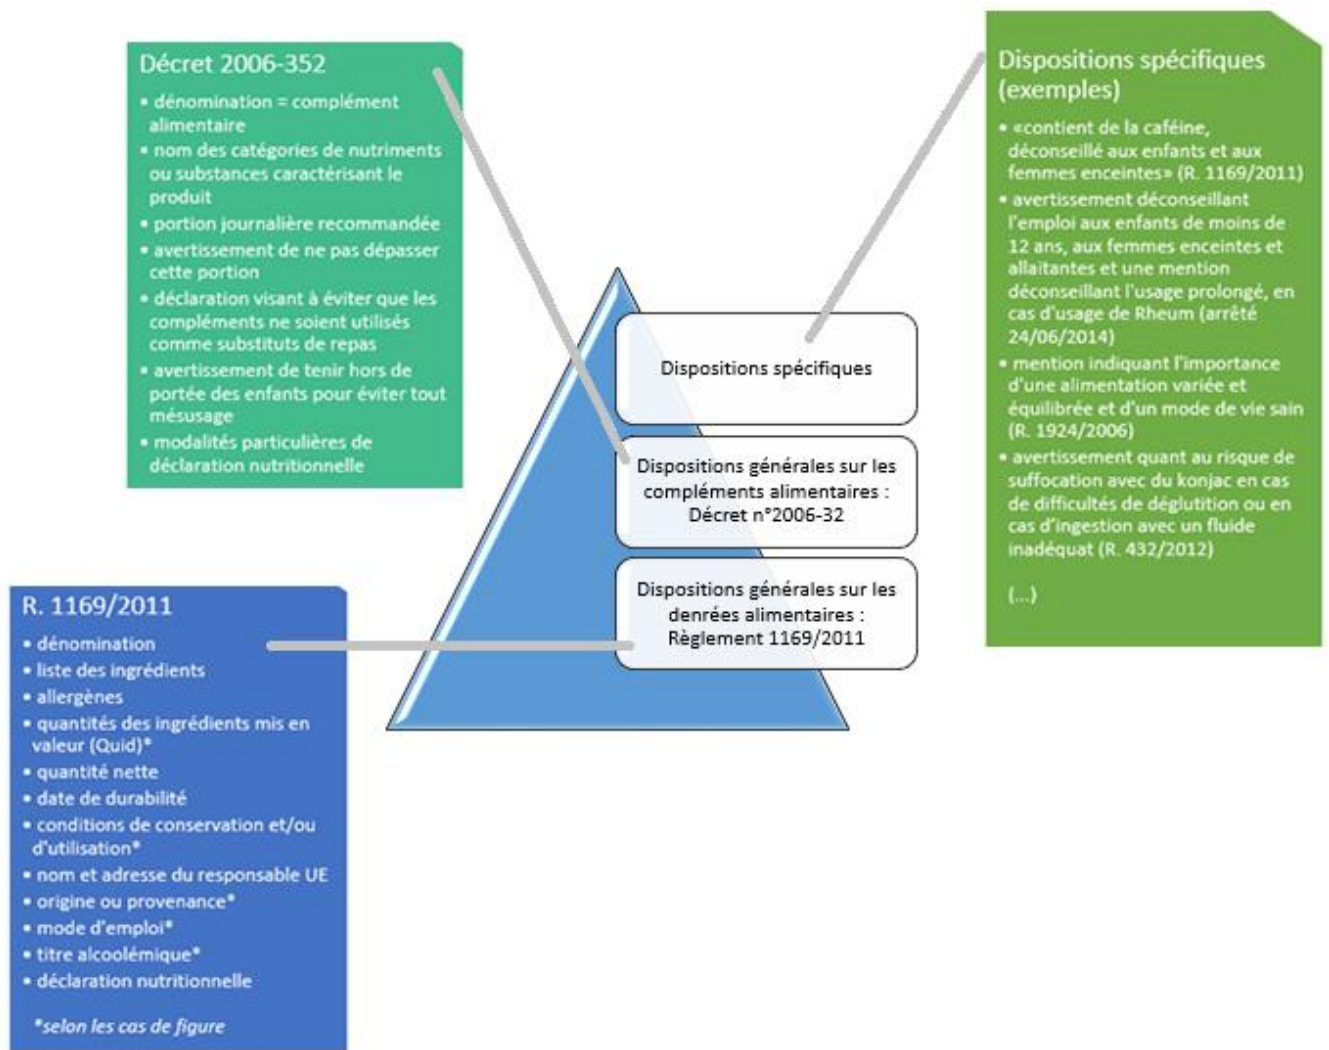 Décret 2006-352
• dénomination = complément
alimentaire
• nom des catégories de nutriments
ou substances caractérisant le
produit
• portion journalière recommandée
• avertissement de ne pas dépasser
cette portion
• déclaration visant à éviter que les
compléments ne soient utilisés
comme substituts de repas
• avertissement de tenir hors de
portée des enfants pour éviter tout
mésusage
• modalités particulières de
déclaration nutritionnelle
Dispositions spécifiques
(exemples)
• «contient de la caféine,
déconseillé aux enfants et aux
femmes enceintes» (R. 1169/2011)
• avertissement déconseillant
l'emploi aux enfants de moins de
12 ans, aux femmes enceintes et
allaitantes et une mention
déconseillant l'usage prolongé, en
cas d'usage de Rheum (arrêté
24/06/2014)
• mention indiquant l'importance
d'une alimentation variée et
équilibrée et d'un mode de vie sain
(R. 1924/2006)
• avertissement quant au risque de
suffocation avec du konjac en cas
de difficultés de déglutition ou en
cas d'ingestion avec un fluide
inadéquat (R. 432/2012)
(...)
Dispositions spécifiques
Dispositions générales sur les
compléments alimentaires :
Décret n°2006-32
Dispositions générales sur les
denrées alimentaires :
Règlement 1169/2011
R. 1169/2011
• dénomination
• liste des ingrédients
• allergènes
• quantités des ingrédients mis en
valeur (Quid)*
• quantité nette
• date de durabilité
• conditions de conservation et/ou
d'utilisation*
• nom et adresse du responsable UE
• origine ou provenance*
• mode d'emploi*
• titre alcoolémique*
• déclaration nutritionnelle
*selon les cas de figure